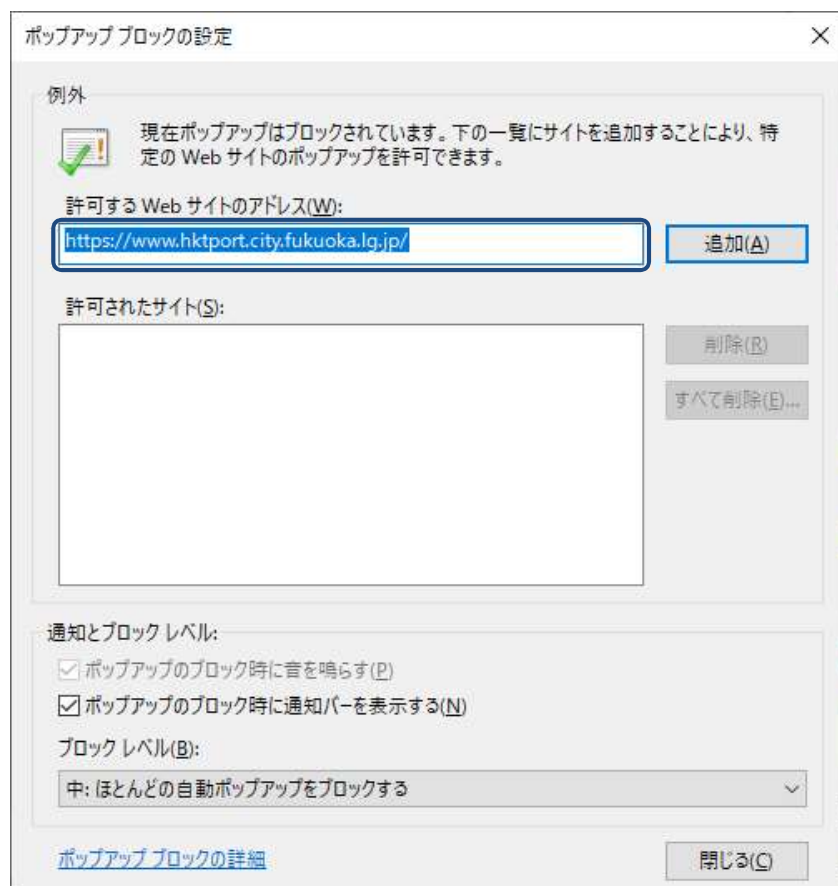 ポップアップ ブロックの設定
例外
現在ポップアップはブロックされています。下の一覧にサイトを追加することにより、特
定の Web サイトのポップアップを許可できます。
許可する Web サイトのアドレス(W):
https://www.hktport.city.fukuoka.lg.jp/
追加(A)
許可されたサイト(S):
削除(R)
すべて削除(E)...
通知とブロック レベル:
ポップアップのブロック時に音を鳴らす(P)
ポップアップのブロック時に通知バーを表示する(N)
ブロック レベル(B):
中: ほとんどの自動ポップアップをブロックする
ポップアップ ブロックの詳細
閉じる(C)